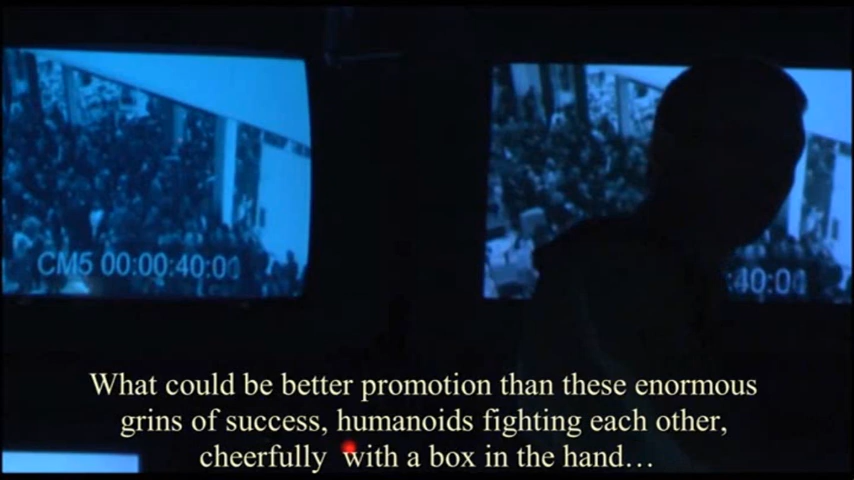 CM5 00:00:40:00
:40:00
What could be better promotion than these enormous
grins of success, humanoids fighting each other,
cheerfully with a box in the hand…